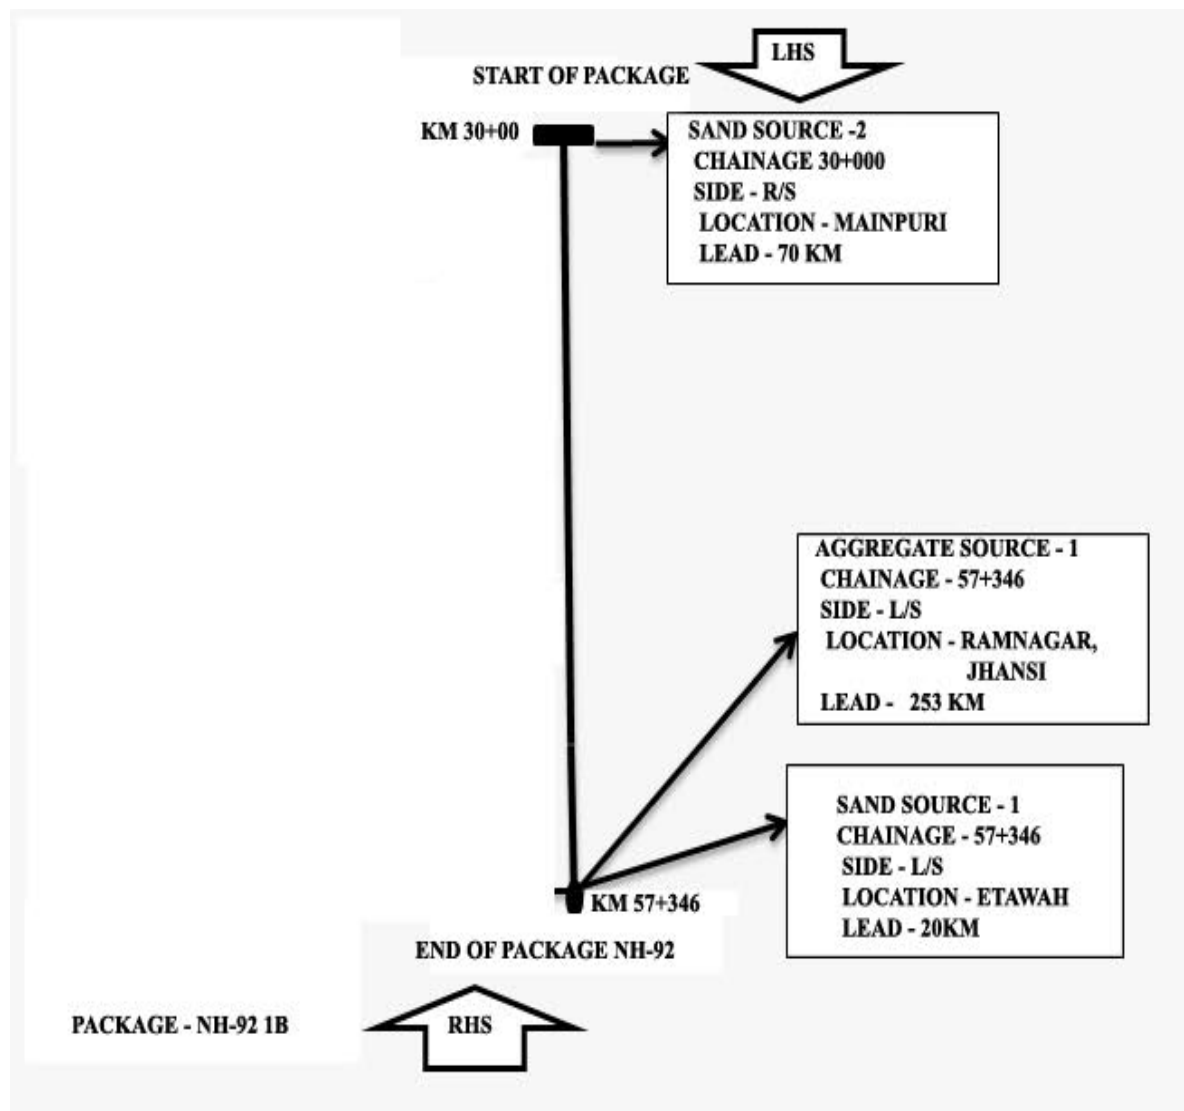 LHS
START OF PACKAGE
KM 30+00
SAND SOURCE -2
CHAINAGE 30+000
SIDE - R/S
LOCATION - MAINPURI
LEAD - 70 KM
AGGREGATE SOURCE - 1
CHAINAGE - 57+346
SIDE - L/S
LOCATION - RAMNAGAR,
JHANSI
LEAD - 253 KM
SAND SOURCE - 1
CHAINAGE - 57+346
SIDE - L/S
LOCATION - ETAWAH
LEAD - 20KM
KM 57+346
END OF PACKAGE NH-92
PACKAGE - NH-92 1B
RHS